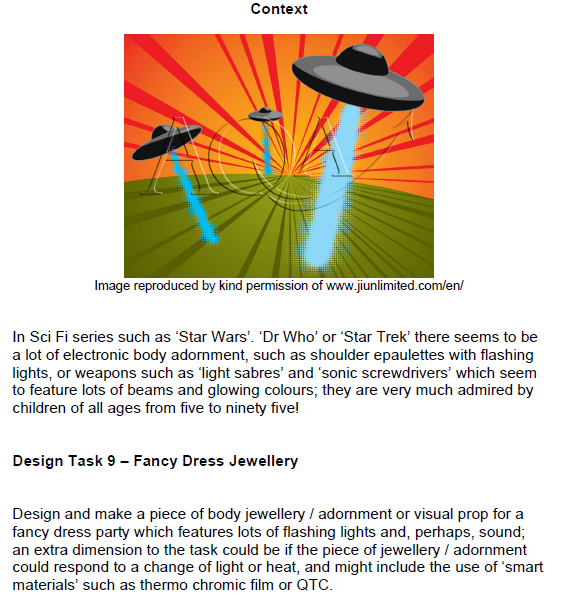 Context
Image reproduced by kind permission of www.jiunlimited.com/en/
In Sci Fi series such as ‘Star Wars’. ‘Dr Who’ or ‘Star Trek’ there seems to be
a lot of electronic body adornment, such as shoulder epaulettes with flashing
lights, or weapons such as ‘light sabres’ and ‘sonic screwdrivers’ which seem
to feature lots of beams and glowing colours; they are very much admired by
children of all ages from five to ninety five!
Design Task 9 – Fancy Dress Jewellery
Design and make a piece of body jewellery / adornment or visual prop for a
fancy dress party which features lots of flashing lights and, perhaps, sound;
an extra dimension to the task could be if the piece of jewellery / adornment
could respond to a change of light or heat, and might include the use of ‘smart
materials’ such as thermo chromic film or QTC.